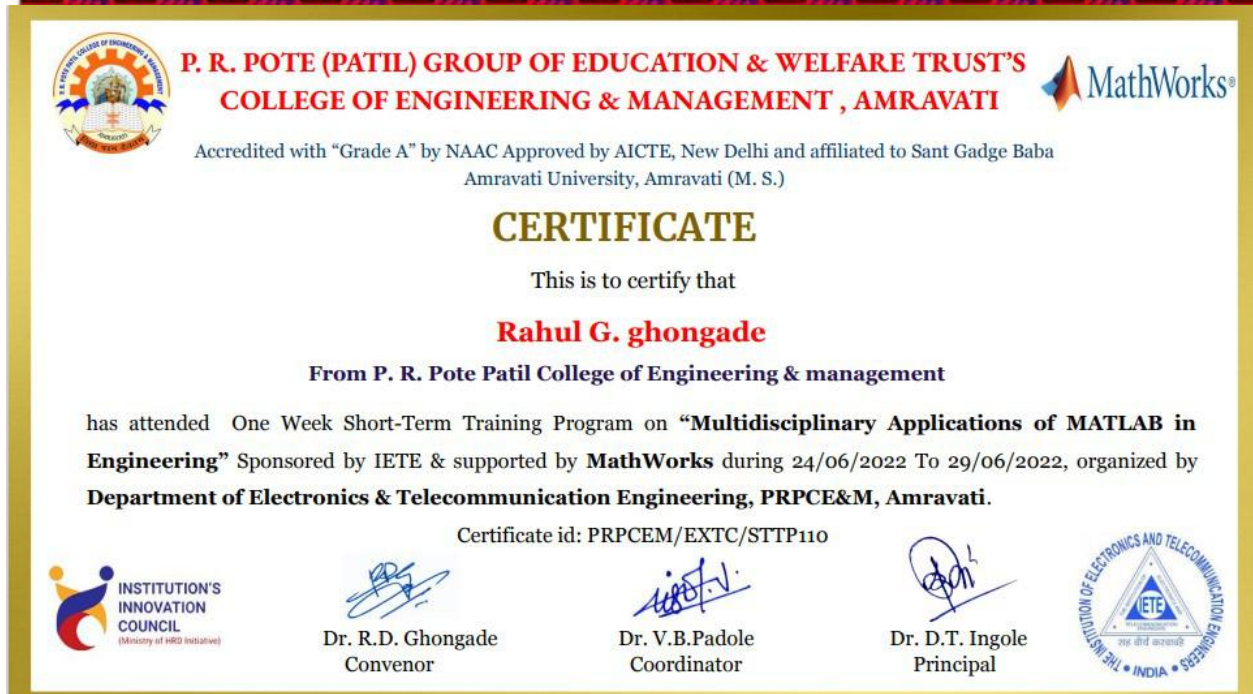 P. R. POTE (PATIL) GROUP OF EDUCATION & WELFARE TRUST'S
COLLEGE OF ENGINEERING & MANAGEMENT , AMRAVATI
MathWorks®
Accredited with “Grade A” by NAAC Approved by AICTE, New Delhi and affiliated to Sant Gadge Baba
Amravati University, Amravati (M. S.)
CERTIFICATE
This is to certify that
Rahul G. ghongade
From P. R. Pote Patil College of Engineering & management
has attended One Week Short-Term Training Program on “Multidisciplinary Applications of MATLAB in
Engineering” Sponsored by IETE & supported by MathWorks during 24/06/2022 To 29/06/2022, organized by
Department of Electronics & Telecommunication Engineering, PRPCE&M, Amravati.
Certificate id: PRPCEM/EXTC/STTP110
INSTITUTION'S
INNOVATION
COUNCIL
(Ministry of HRD Initiative)
Dr. R.D. Ghongade
Convenor
Dr. V.B.Padole
Coordinator
Dr. D.T. Ingole
Principal
THE INSTITUTION OF ELECTRONICS AND TELECOMMUNICATION ENGINEERS
• INDIA •
IETE